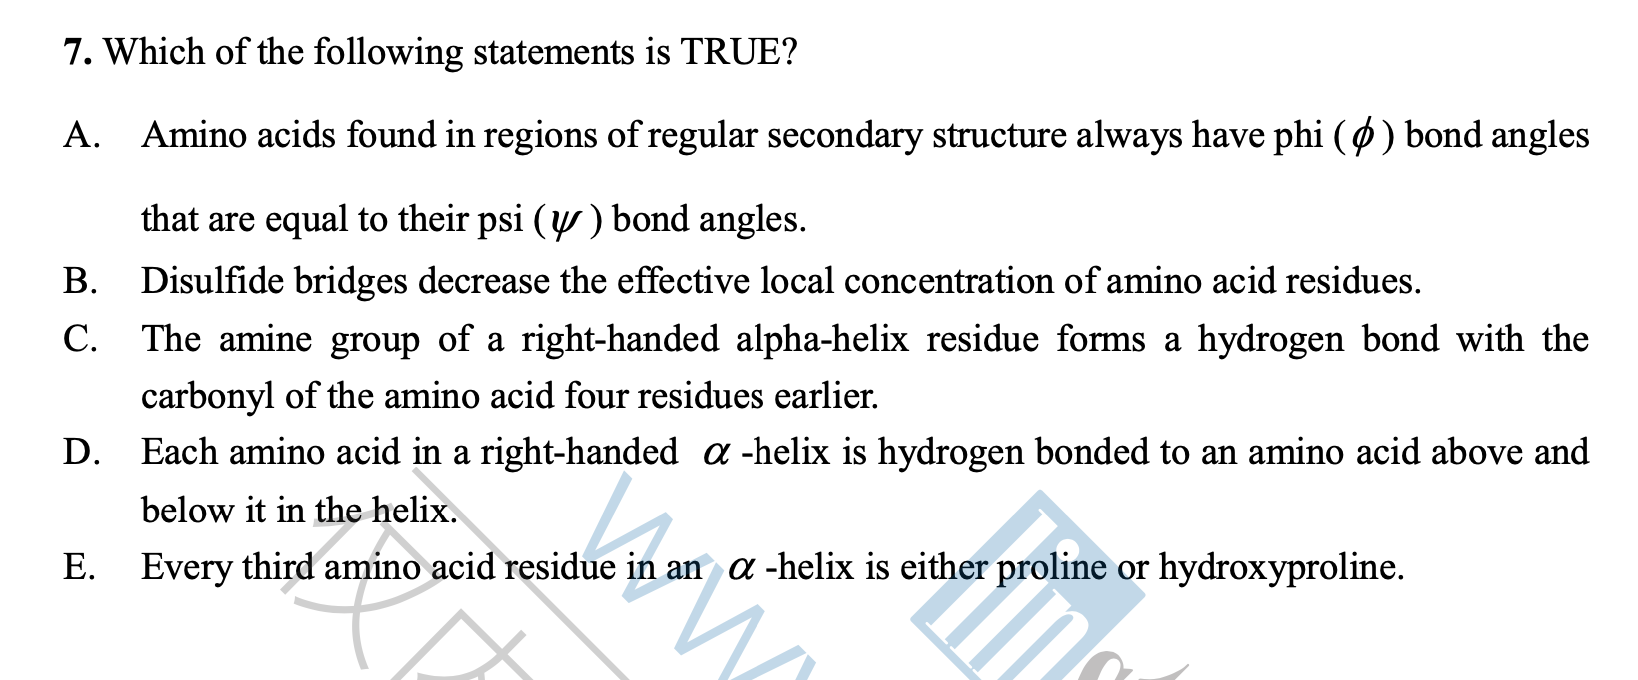 7. Which of the following statements is TRUE?
A. Amino acids found in regions of regular secondary structure always have phi (ϕ) bond angles
that are equal to their psi (ψ) bond angles.
B. Disulfide bridges decrease the effective local concentration of amino acid residues.
C. The amine group of a right-handed alpha-helix residue forms a hydrogen bond with the
carbonyl of the amino acid four residues earlier.
D. Each amino acid in a right-handed α-helix is hydrogen bonded to an amino acid above and
below it in the helix.
E. Every third amino acid residue in an α-helix is either proline or hydroxyproline.